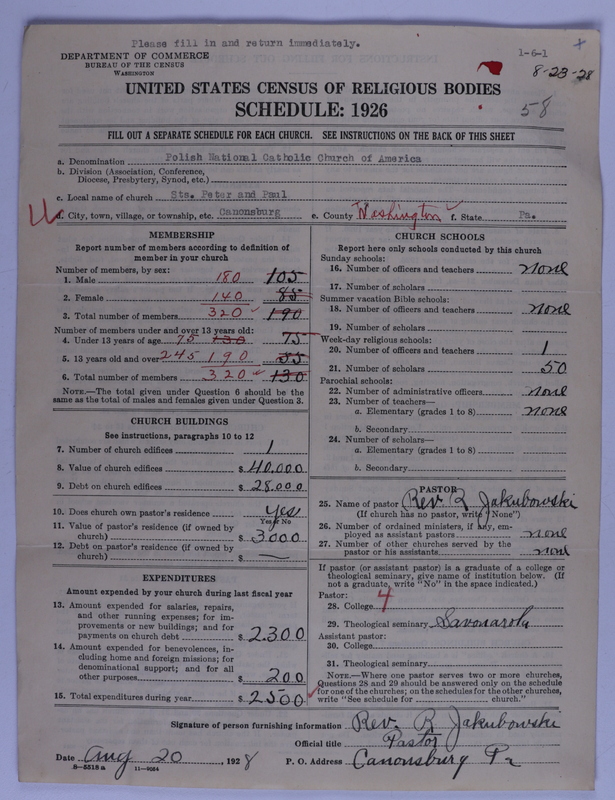 Please fill in and return immediately.
DEPARTMENT OF COMMERCE
BUREAU OF THE CENSUS
WASHINGTON
1-6-1
8-23-28
UNITED STATES CENSUS OF RELIGIOUS BODIES
SCHEDULE: 1926
58
FILL OUT A SEPARATE SCHEDULE FOR EACH CHURCH. SEE INSTRUCTIONS ON THE BACK OF THIS SHEET
a. Denomination Polish National Catholic Church of America
b. Division (Association, Conference,
Diocese, Presbytery, Synod, etc.)
c. Local name of church Sts. Peter and Paul
d. City, town, village, or township, etc. Canonsburg e. County Washington f. State Pa.
MEMBERSHIP
Report number of members according to definition of
member in your church
Number of members, by sex:
1. Male 180 105
2. Female 140 85
3. Total number of members 320 190
Number of members under and over 13 years old:
4. Under 13 years of age 75 130 75
5. 13 years old and over 245 190 55
6. Total number of members 320 130
NOTE.—The total given under Question 6 should be the
same as the total of males and females given under Question 3.
CHURCH BUILDINGS
See instructions, paragraphs 10 to 12
7. Number of church edifices 1
8. Value of church edifices $ 40,000
9. Debt on church edifices $ 28,000
10. Does church own pastor's residence yes
Yes or No
11. Value of pastor's residence (if owned by
church) $ 3000
12. Debt on pastor's residence (if owned by
church) $ —
EXPENDITURES
Amount expended by your church during last fiscal year
13. Amount expended for salaries, repairs,
and other running expenses; for im-
provements or new buildings; and for
payments on church debt $ 2.300
14. Amount expended for benevolences, in-
cluding home and foreign missions; for
denominational support; and for all
other purposes $ 200
15. Total expenditures during year $ 2500
CHURCH SCHOOLS
Report here only schools conducted by this church
Sunday schools:
16. Number of officers and teachers none
17. Number of scholars
Summer vacation Bible schools:
18. Number of officers and teachers none
19. Number of scholars
Week-day religious schools:
20. Number of officers and teachers 1
21. Number of scholars 50
Parochial schools:
22. Number of administrative officers none
23. Number of teachers—
a. Elementary (grades 1 to 8) none
b. Secondary
24. Number of scholars—
a. Elementary (grades 1 to 8)
b. Secondary
PASTOR
25. Name of pastor Rev. R Jakubowski
(If church has no pastor, write "None")
26. Number of ordained ministers, if any, em-
ployed as assistant pastors none
27. Number of other churches served by the
pastor or his assistants none
If pastor (or assistant pastor) is a graduate of a college or
theological seminary, give name of institution below. (If
not a graduate, write "No" in the space indicated.)
Pastor:
28. College 4
29. Theological seminary Savonarola
Assistant pastor:
30. College
31. Theological seminary
NOTE.—Where one pastor serves two or more churches,
Questions 28 and 29 should be answered only on the schedule
for one of the churches; on the schedules for the other churches,
write "See schedule for church."
Signature of person furnishing information Rev. R Jakubowski
Official title Pastor
Date Aug 20, 1928 P. O. Address Canonsburg Pa
8—5518 a 11—9064